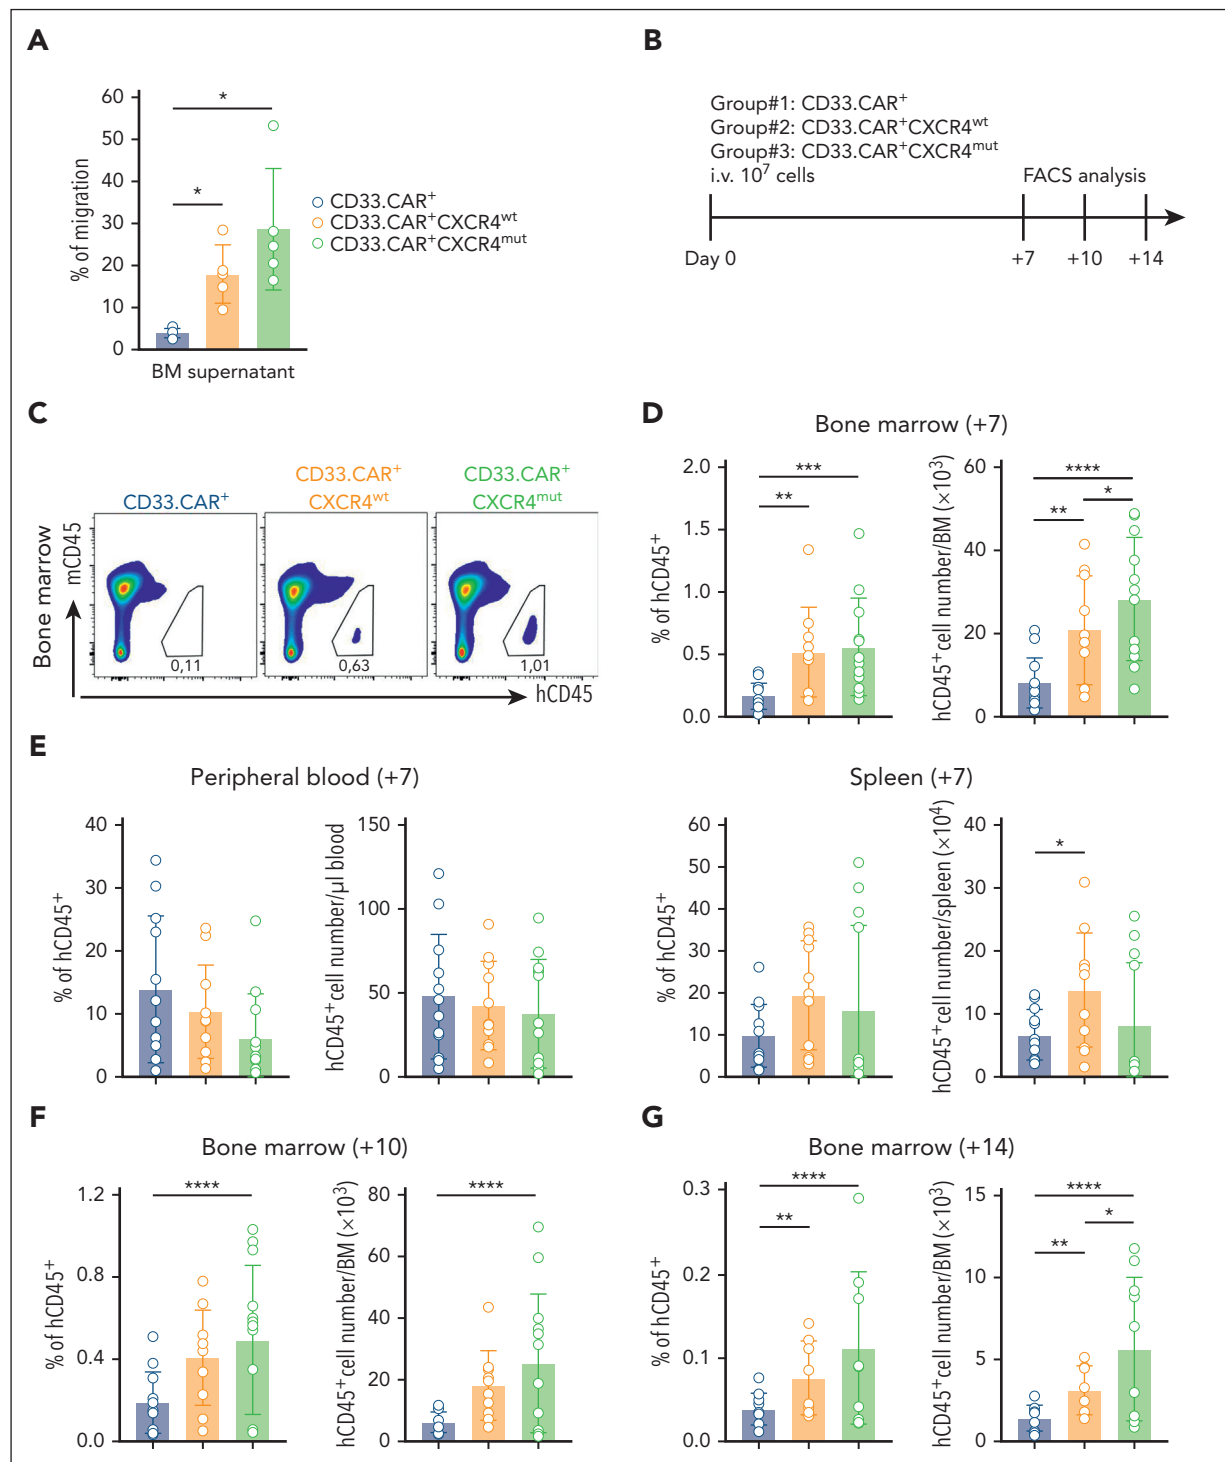 A
60
50
40
30
20
10
0
% of migration
*
*
BM supernatant
CD33.CAR⁺
CD33.CAR⁺CXCR4ʷᵗ
CD33.CAR⁺CXCR4ᵐᵘᵗ
B
Group#1: CD33.CAR⁺
Group#2: CD33.CAR⁺CXCR4ʷᵗ
Group#3: CD33.CAR⁺CXCR4ᵐᵘᵗ
i.v. 10⁷ cells
FACS analysis
Day 0
+7
+10
+14
C
CD33.CAR⁺
CD33.CAR⁺
CXCR4ʷᵗ
CD33.CAR⁺
CXCR4ᵐᵘᵗ
Bone marrow
mCD45
0,11
0,63
1,01
hCD45
D
Bone marrow (+7)
2.0
1.5
1.0
0.5
0.0
% of hCD45⁺
***
**
60
40
20
0
hCD45⁺cell number/BM (×10³)
****
*
**
E
Peripheral blood (+7)
40
30
20
10
0
% of hCD45⁺
150
100
50
0
hCD45⁺cell number/µl blood
Spleen (+7)
60
50
40
30
20
10
0
% of hCD45⁺
40
30
20
10
0
hCD45⁺cell number/spleen (×10⁴)
*
F
Bone marrow (+10)
1.2
0.8
0.4
0.0
% of hCD45⁺
****
80
60
40
20
0
hCD45⁺cell number/BM (×10³)
****
G
Bone marrow (+14)
0.3
0.2
0.1
0.0
% of hCD45⁺
****
**
15
10
5
0
hCD45⁺cell number/BM (×10³)
****
*
**